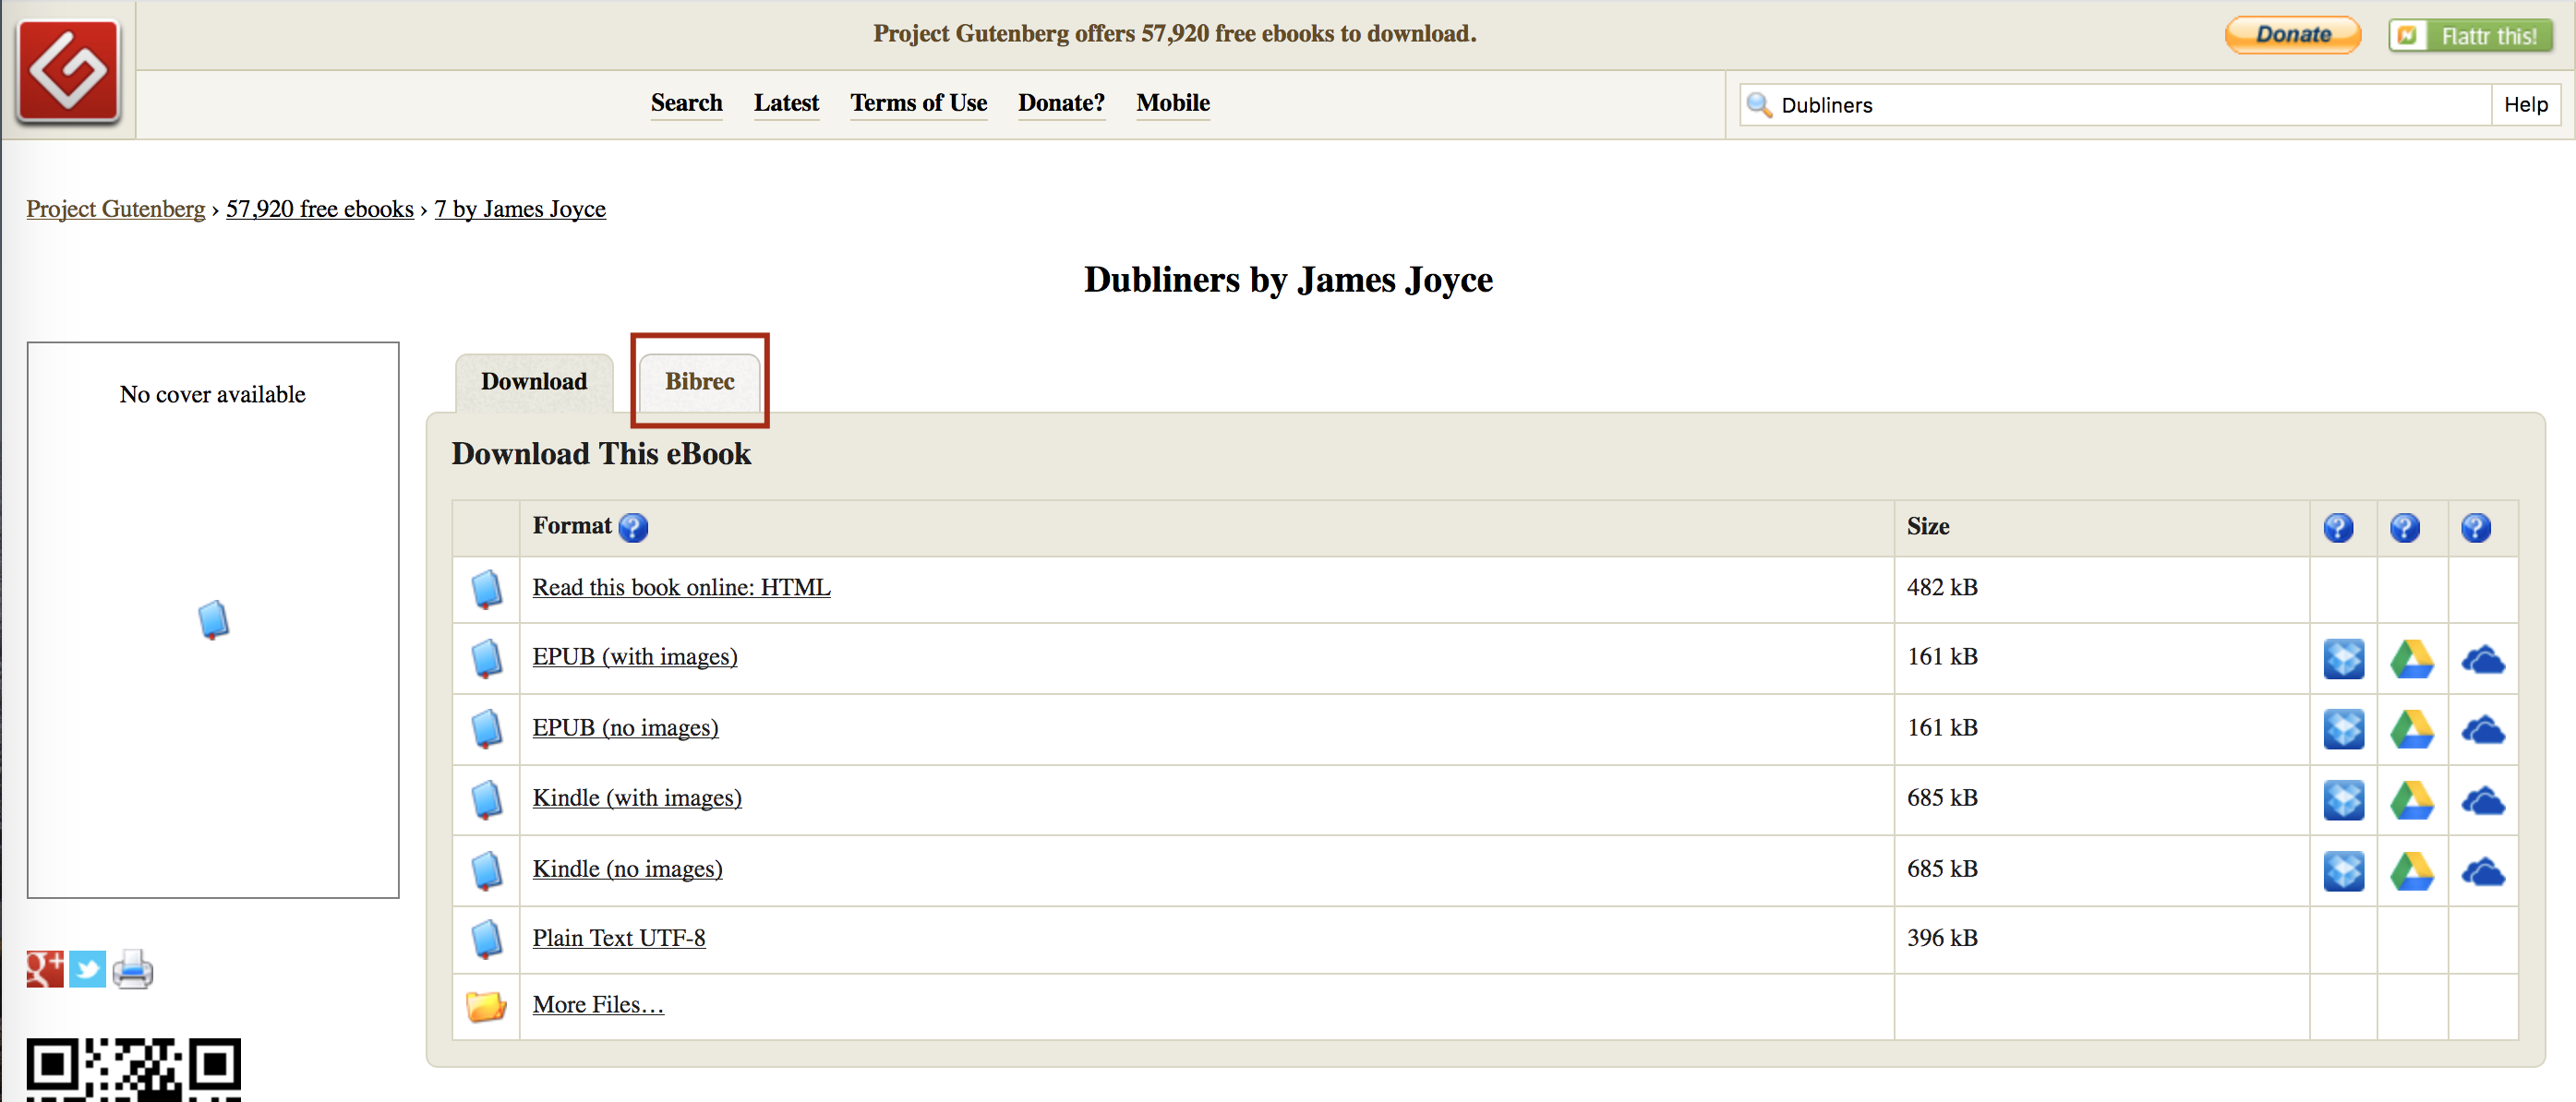 Project Gutenberg offers 57,920 free ebooks to download.
Donate
Flattr this!
Search Latest Terms of Use Donate? Mobile
Dubliners
Help
Project Gutenberg › 57,920 free ebooks › 7 by James Joyce
Dubliners by James Joyce
No cover available
Download
Bibrec
Download This eBook
Format ? Size ? ? ?
Read this book online: HTML 482 kB
EPUB (with images) 161 kB
EPUB (no images) 161 kB
Kindle (with images) 685 kB
Kindle (no images) 685 kB
Plain Text UTF-8 396 kB
More Files…
g+